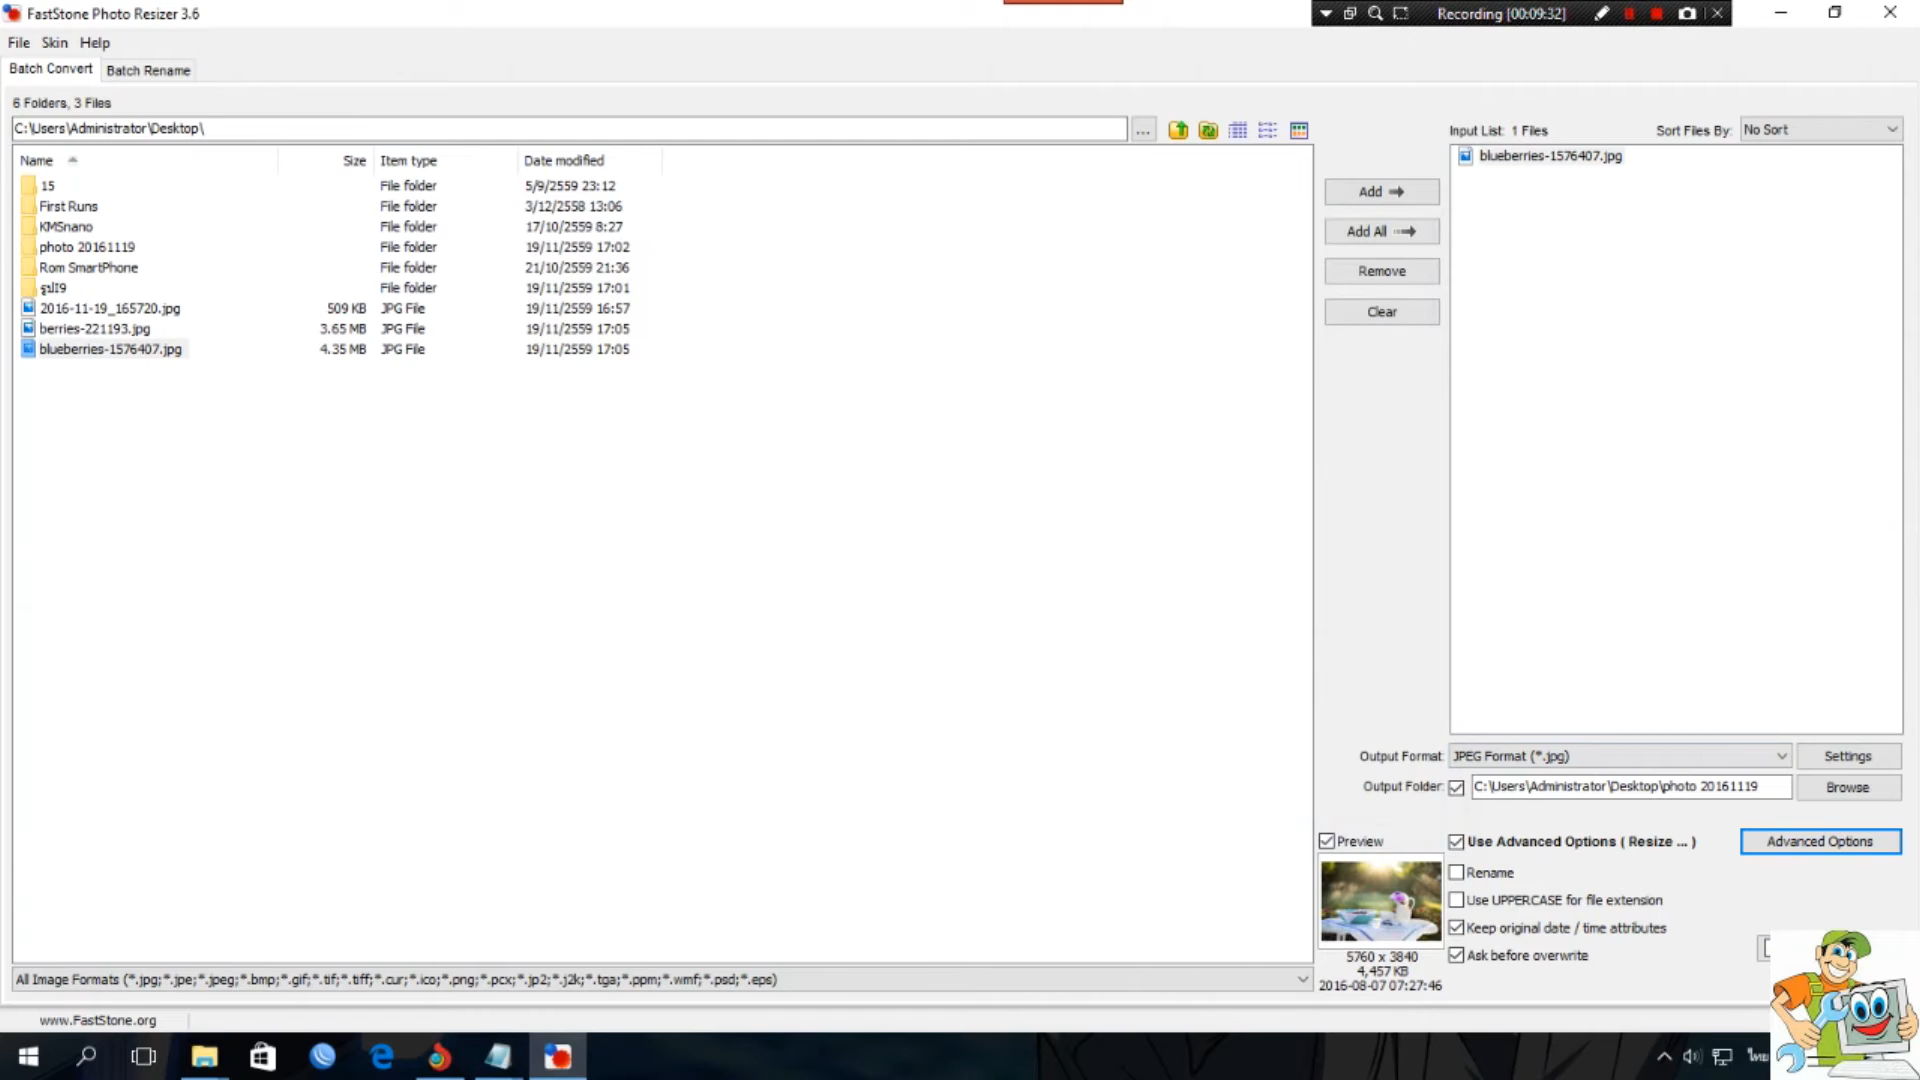 FastStone Photo Resizer 3.6
Recording [00:09:32]
File Skin Help
Batch Convert Batch Rename
6 Folders, 3 Files
C:\Users\Administrator\Desktop\
...
Input List: 1 Files
Sort Files By: No Sort
Name Size Item type Date modified
15 File folder 5/9/2559 23:12
First Runs File folder 3/12/2558 13:06
KMSnano File folder 17/10/2559 8:27
photo 20161119 File folder 19/11/2559 17:02
Rom SmartPhone File folder 21/10/2559 21:36
รูปI9 File folder 19/11/2559 17:01
2016-11-19_165720.jpg 509 KB JPG File 19/11/2559 16:57
berries-221193.jpg 3.65 MB JPG File 19/11/2559 17:05
blueberries-1576407.jpg 4.35 MB JPG File 19/11/2559 17:05
Add
Add All
Remove
Clear
blueberries-1576407.jpg
Output Format: JPEG Format (*.jpg) Settings
Output Folder: C:\Users\Administrator\Desktop\photo 20161119 Browse
Preview
Use Advanced Options ( Resize ... ) Advanced Options
Rename
Use UPPERCASE for file extension
Keep original date / time attributes
Ask before overwrite
5760 x 3840
4,457 KB
2016-08-07 07:27:46
All Image Formats (*.jpg;*.jpe;*.jpeg;*.bmp;*.gif;*.tif;*.tiff;*.cur;*.ico;*.png;*.pcx;*.jp2;*.j2k;*.tga;*.ppm;*.wmf;*.psd;*.eps)
www.FastStone.org